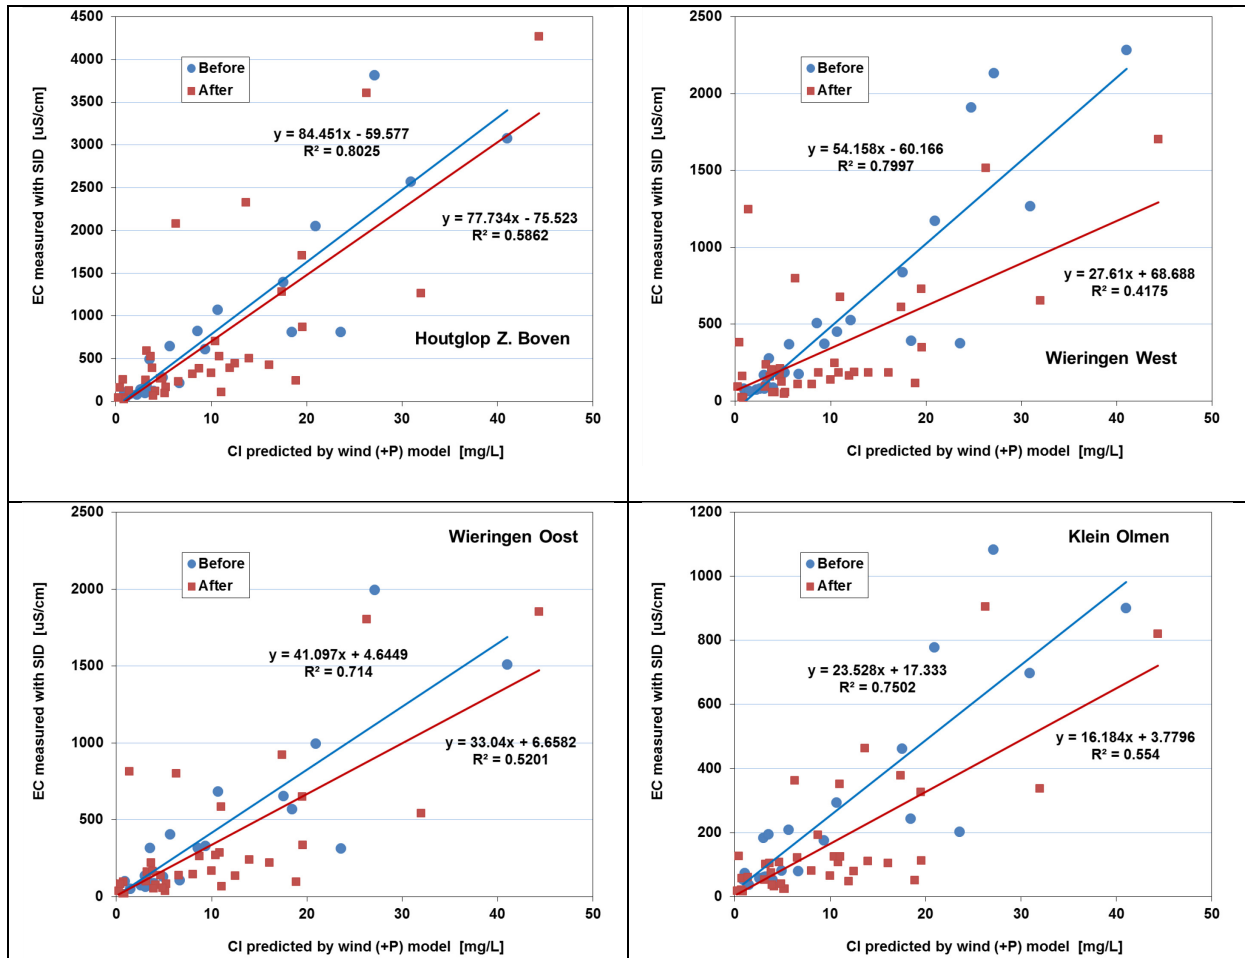 4500
4000
3500
3000
2500
2000
1500
1000
500
0
EC measured with SID [uS/cm]
Before
After
y = 84.451x - 59.577
R² = 0.8025
y = 77.734x - 75.523
R² = 0.5862
Houtglop Z. Boven
0 10 20 30 40 50
Cl predicted by wind (+P) model [mg/L]
2500
2000
1500
1000
500
0
EC measured with SID [uS/cm]
Before
After
y = 54.158x - 60.166
R² = 0.7997
y = 27.61x + 68.688
R² = 0.4175
Wieringen West
0 10 20 30 40 50
Cl predicted by wind (+P) model [mg/L]
2500
2000
1500
1000
500
0
EC measured with SID [uS/cm]
Wieringen Oost
Before
After
y = 41.097x + 4.6449
R² = 0.714
y = 33.04x + 6.6582
R² = 0.5201
0 10 20 30 40 50
Cl predicted by wind (+P) model [mg/L]
1200
1000
800
600
400
200
0
EC measured with SID [uS/cm]
Klein Olmen
Before
After
y = 23.528x + 17.333
R² = 0.7502
y = 16.184x + 3.7796
R² = 0.554
0 10 20 30 40 50
Cl predicted by wind (+P) model [mg/L]